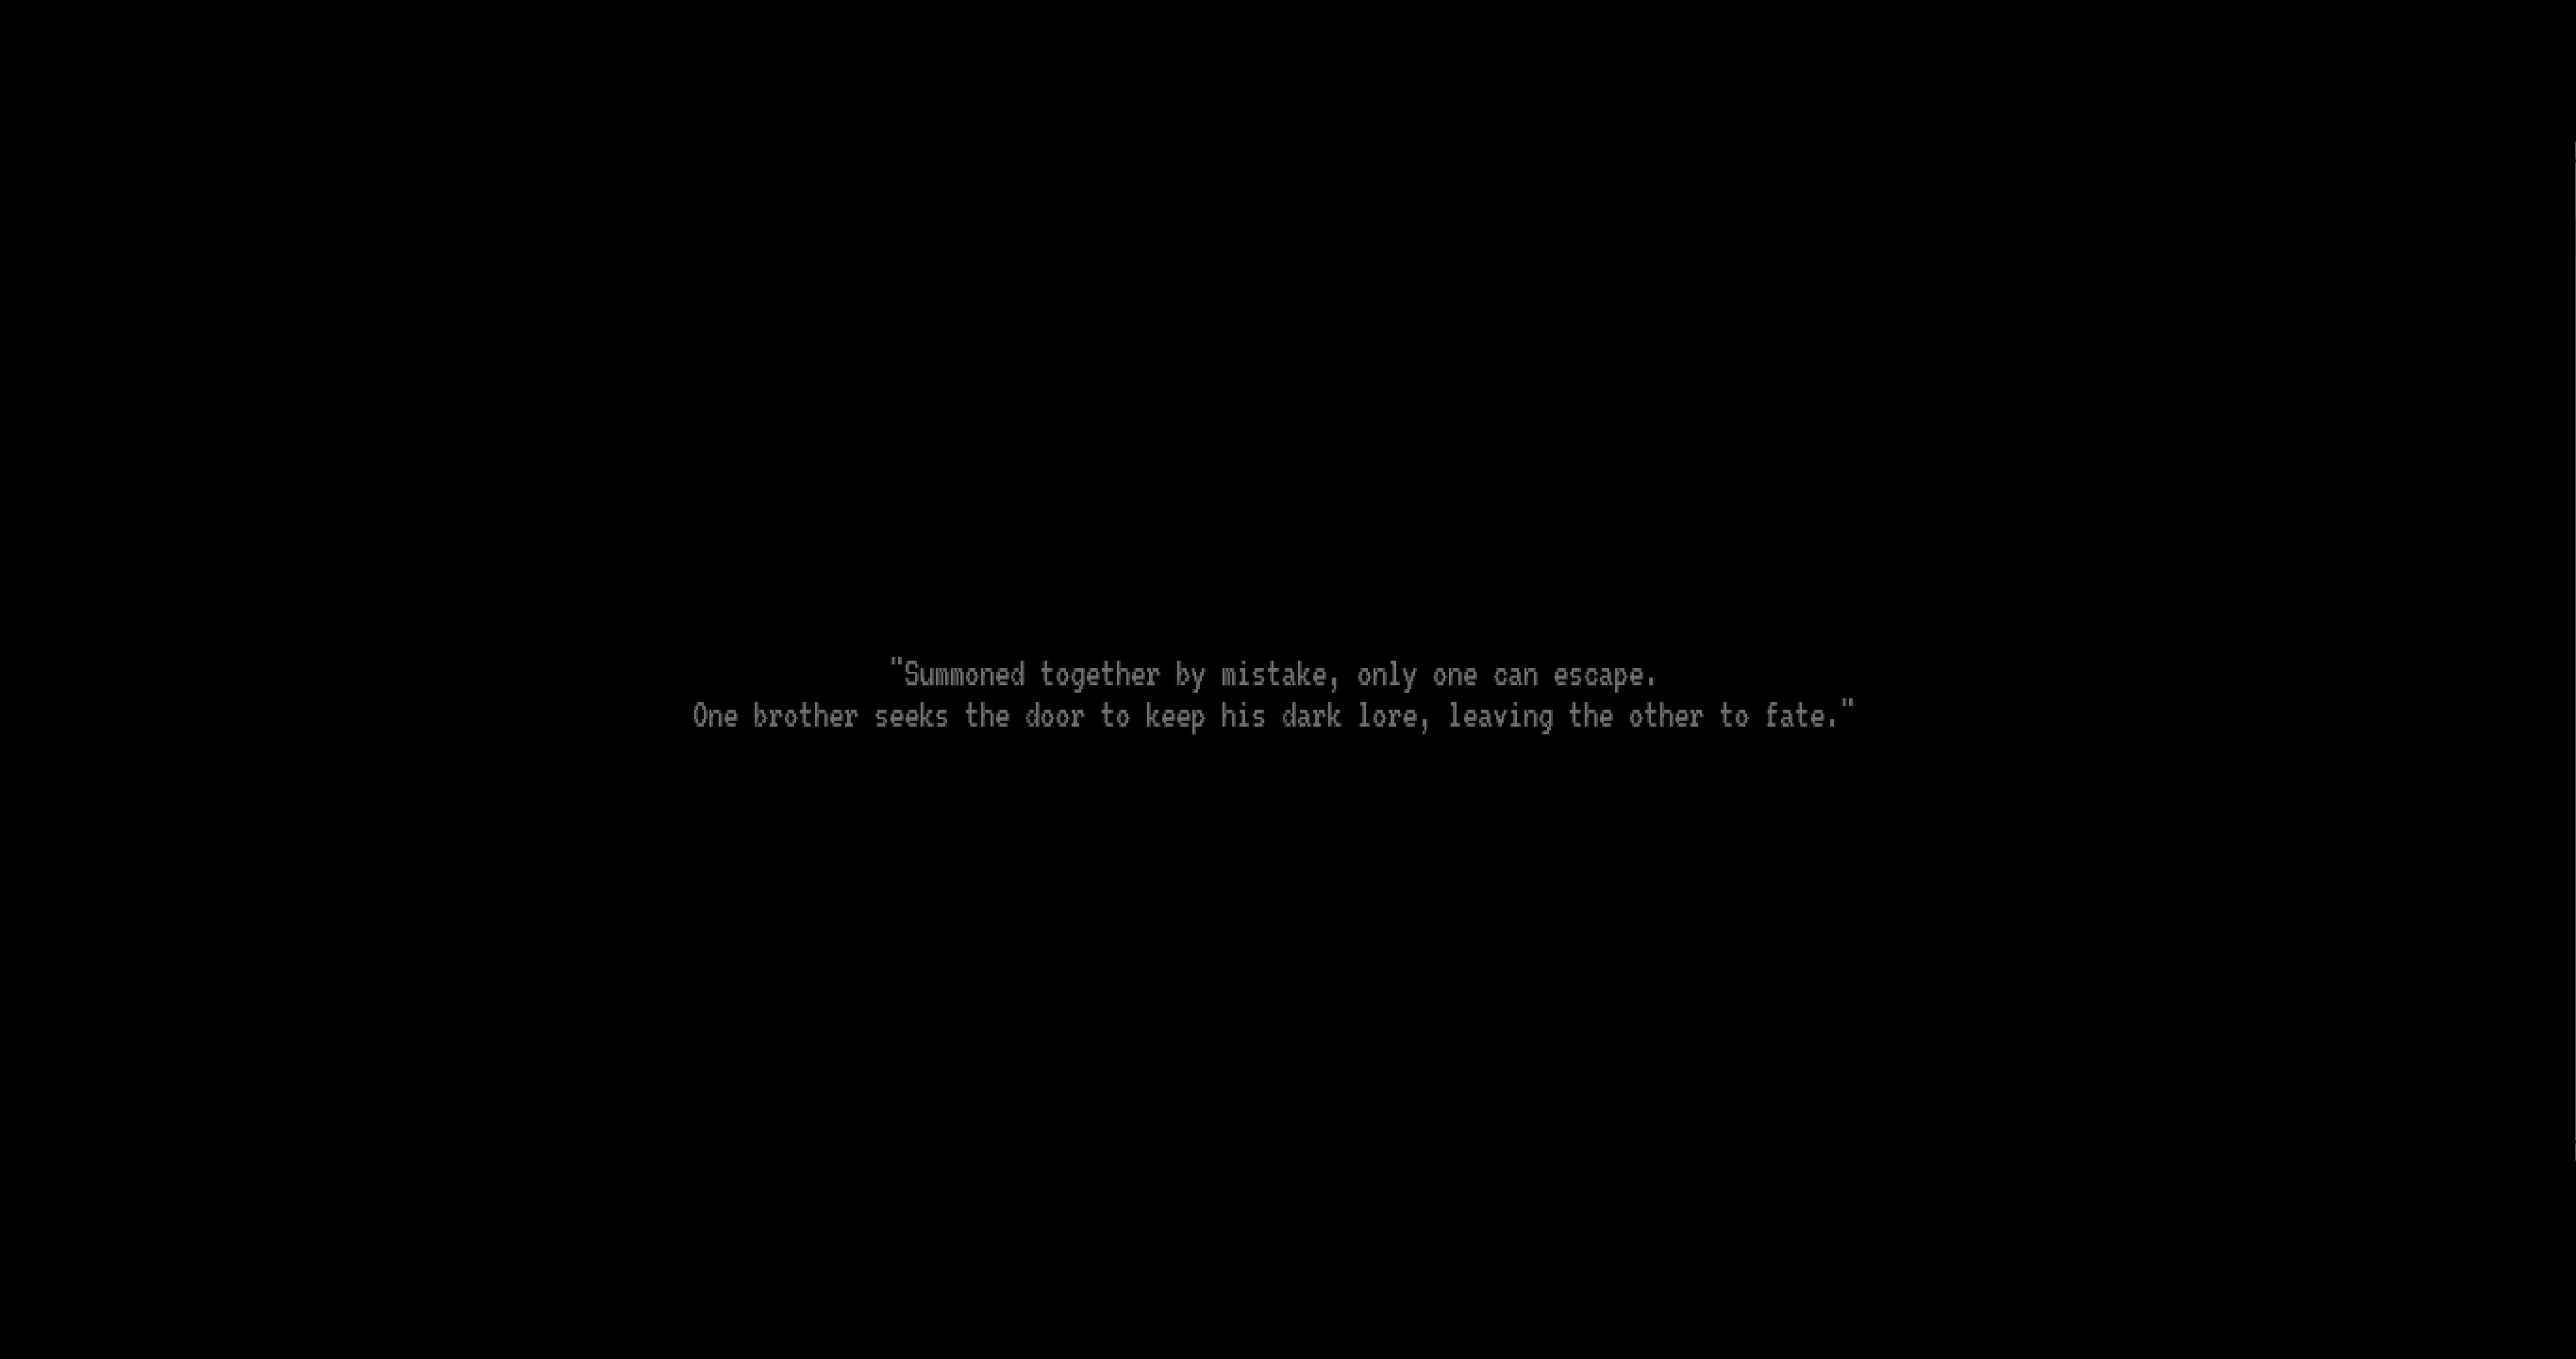 "Summoned together by mistake, only one can escape.
One brother seeks the door to keep his dark lore, leaving the other to fate."